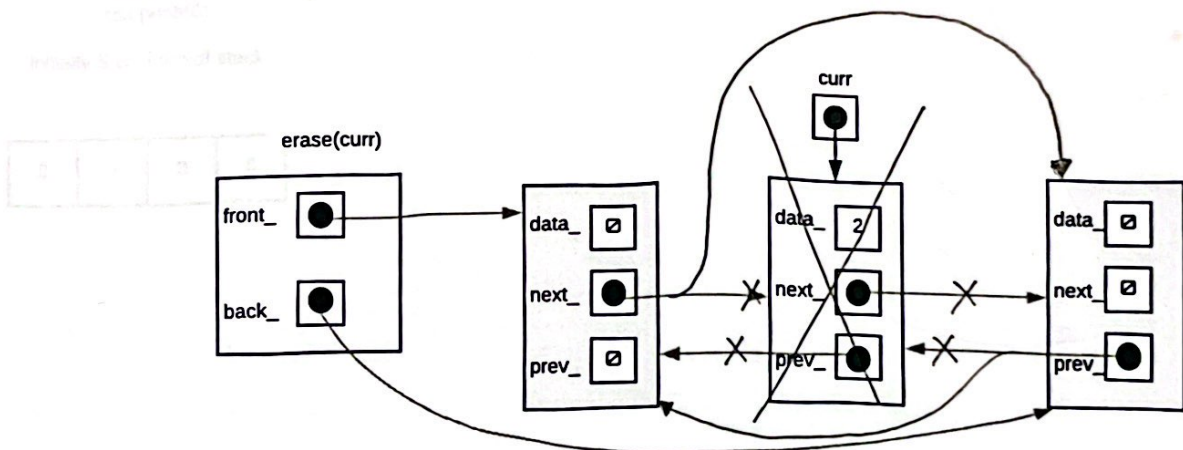 curr
erase(curr)
front_
back_
data_ Ø
next_
prev_ Ø
data_ 2
next_
prev_
data_ Ø
next_ Ø
prev_